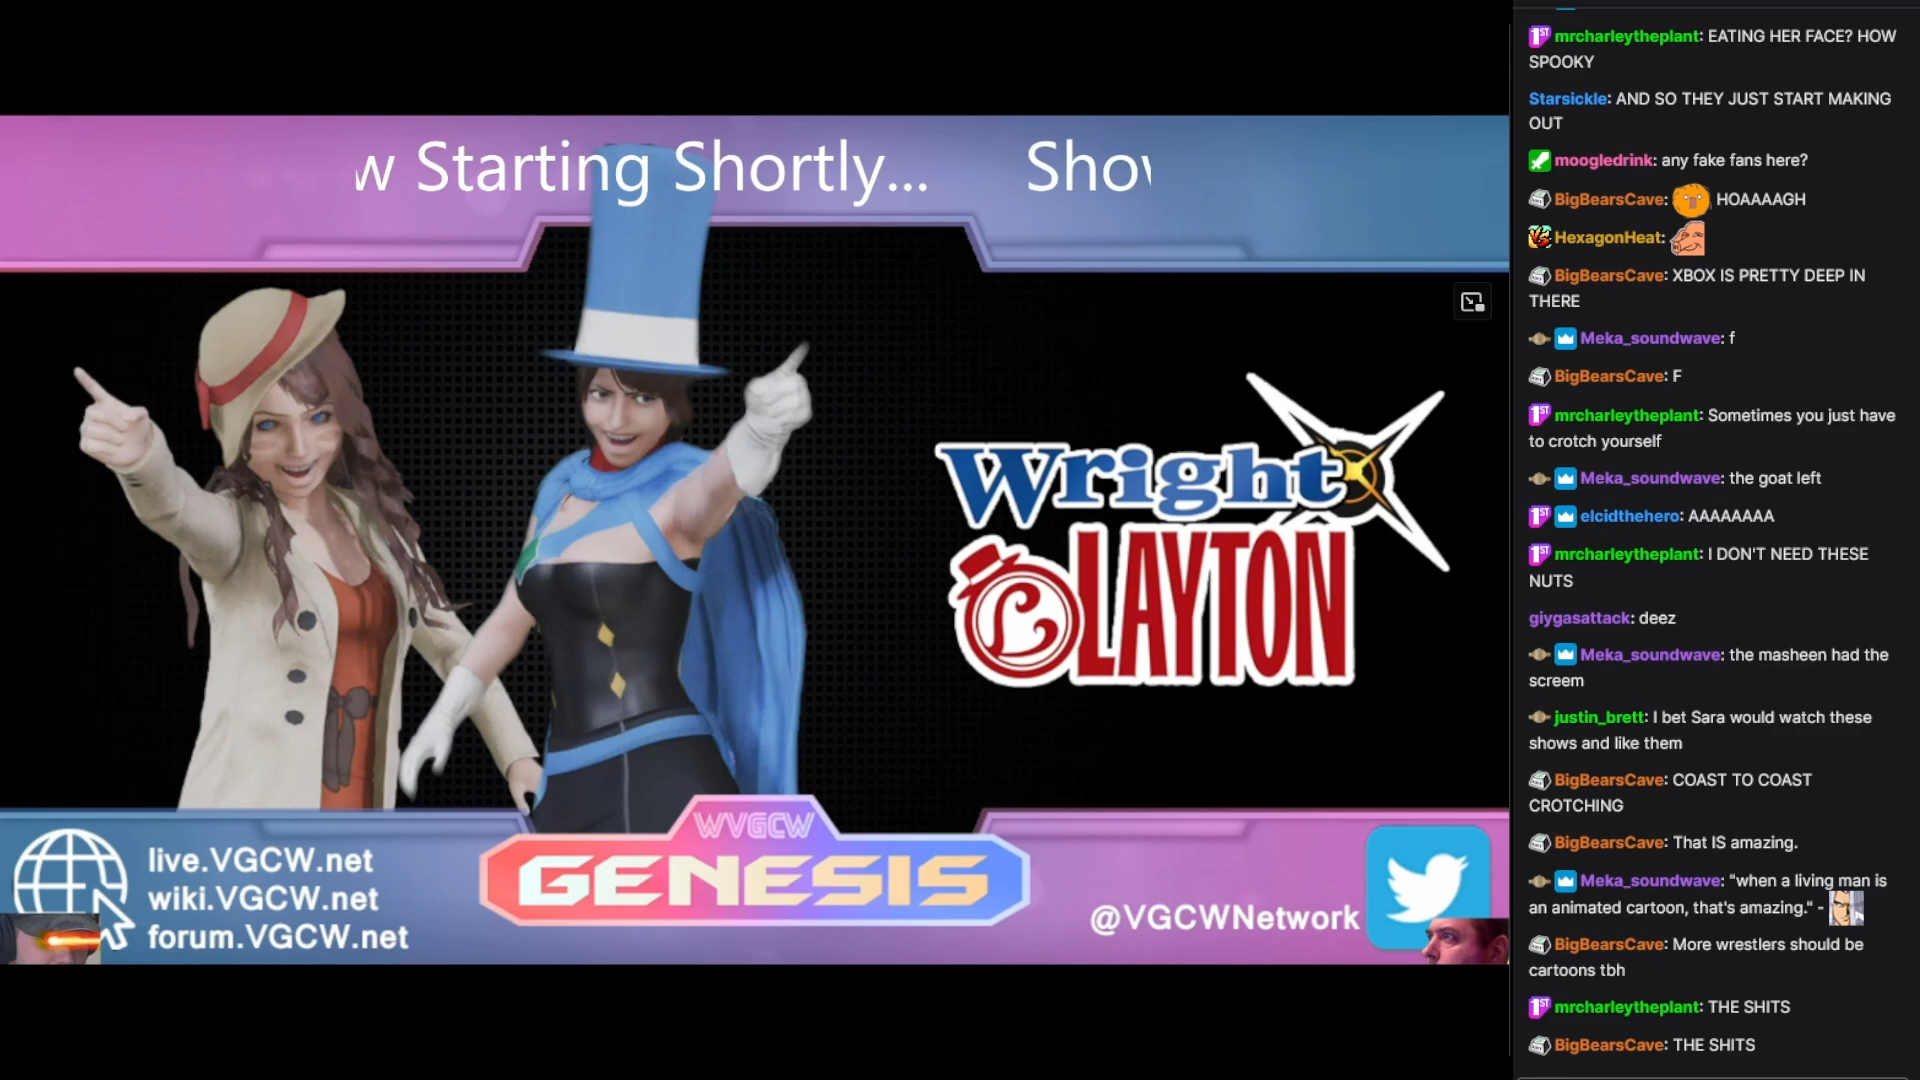 w Starting Shortly... Show
Wright
LAYTON
WVGCW
GENESIS
live.VGCW.net
wiki.VGCW.net
forum.VGCW.net
@VGCWNetwork
mrcharleytheplant: EATING HER FACE? HOW
SPOOKY
Starsickle: AND SO THEY JUST START MAKING
OUT
moogledrink: any fake fans here?
BigBearsCave: HOAAAAGH
HexagonHeat:
BigBearsCave: XBOX IS PRETTY DEEP IN
THERE
Meka_soundwave: f
BigBearsCave: F
mrcharleytheplant: Sometimes you just have
to crotch yourself
Meka_soundwave: the goat left
elcidthehero: AAAAAAAA
mrcharleytheplant: I DON'T NEED THESE
NUTS
giygasattack: deez
Meka_soundwave: the masheen had the
screem
justin_brett: I bet Sara would watch these
shows and like them
BigBearsCave: COAST TO COAST
CROTCHING
BigBearsCave: That IS amazing.
Meka_soundwave: "when a living man is
an animated cartoon, that's amazing." -
BigBearsCave: More wrestlers should be
cartoons tbh
mrcharleytheplant: THE SHITS
BigBearsCave: THE SHITS